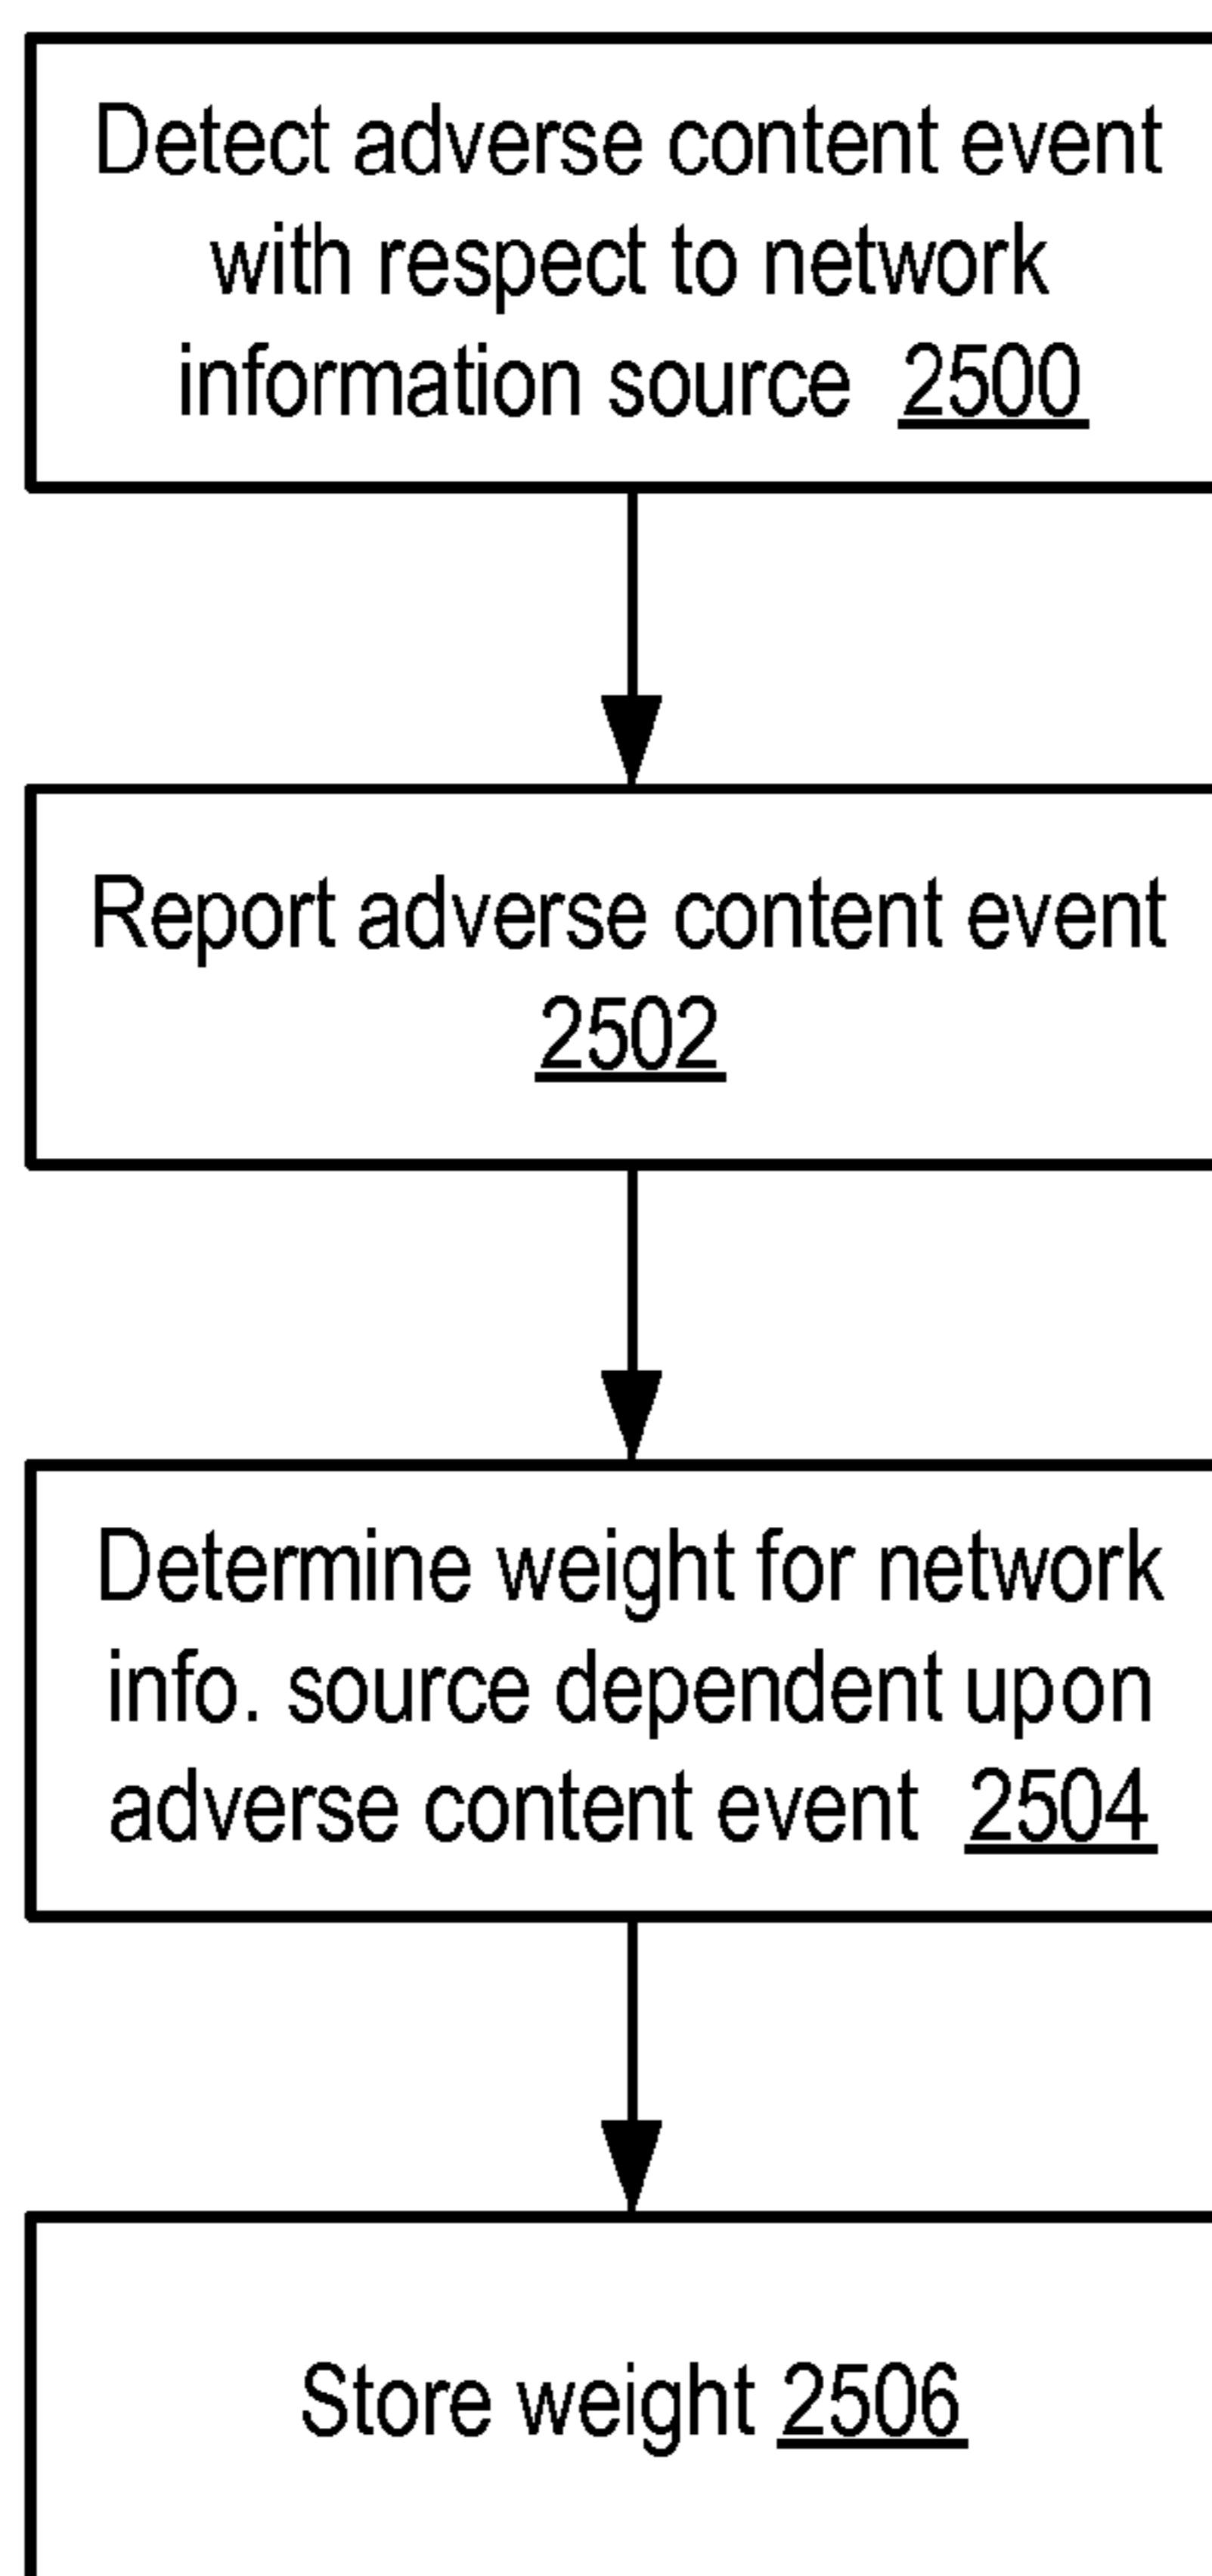 Detect adverse content event
with respect to network
information source 2500
Report adverse content event
2502
Determine weight for network
info. source dependent upon
adverse content event 2504
Store weight 2506